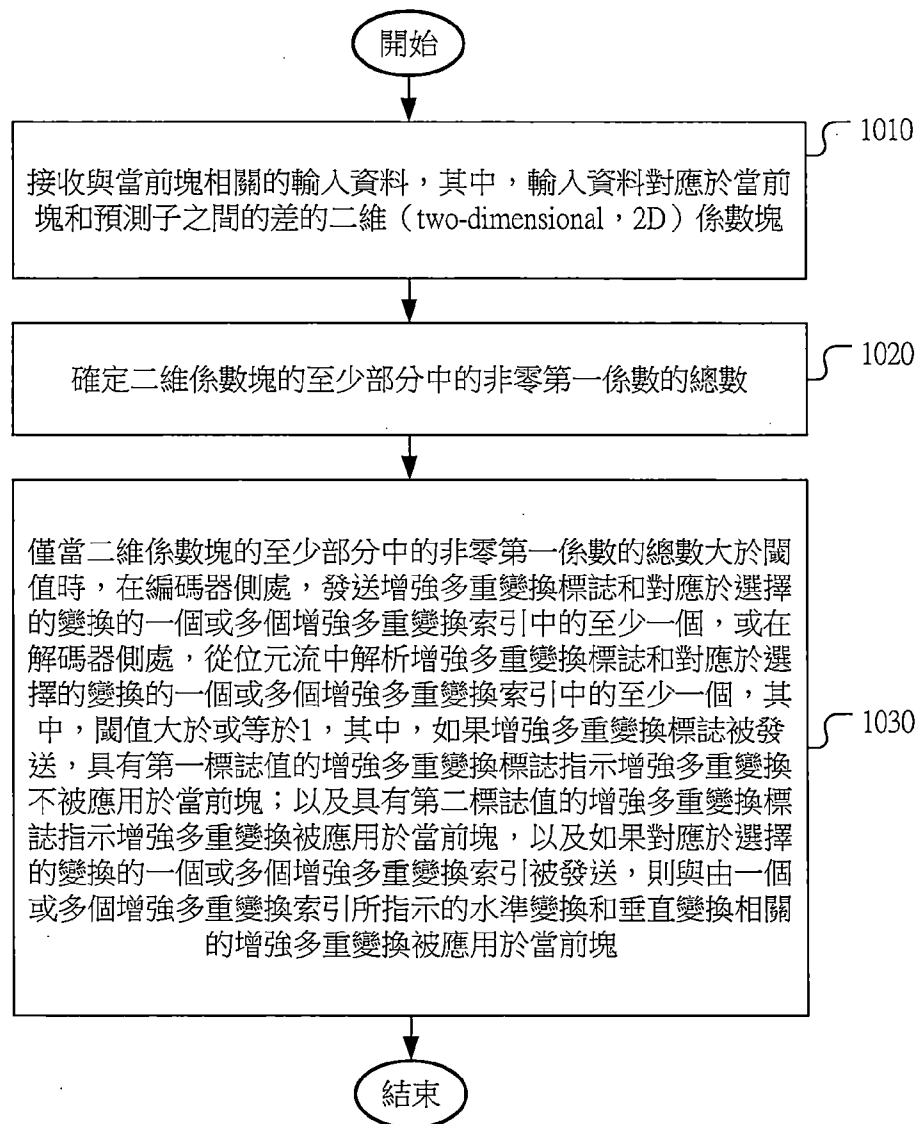 開始
1010
接收與當前塊相關的輸入資料，其中，輸入資料對應於當前
塊和預測子之間的差的二維（two-dimensional，2D）係數塊
1020
確定二維係數塊的至少部分中的非零第一係數的總數
僅當二維係數塊的至少部分中的非零第一係數的總數大於閾
值時，在編碼器側處，發送增強多重變換標誌和對應於選擇
的變換的一個或多個增強多重變換索引中的至少一個，或在
解碼器側處，從位元流中解析增強多重變換標誌和對應於選
擇的變換的一個或多個增強多重變換索引中的至少一個，其
中，閾值大於或等於1，其中，如果增強多重變換標誌被發
送，具有第一標誌值的增強多重變換標誌指示增強多重變換
不被應用於當前塊；以及具有第二標誌值的增強多重變換標
誌指示增強多重變換被應用於當前塊，以及如果對應於選擇
的變換的一個或多個增強多重變換索引被發送，則與由一個
或多個增強多重變換索引所指示的水準變換和垂直變換相關
的增強多重變換被應用於當前塊
1030
結束